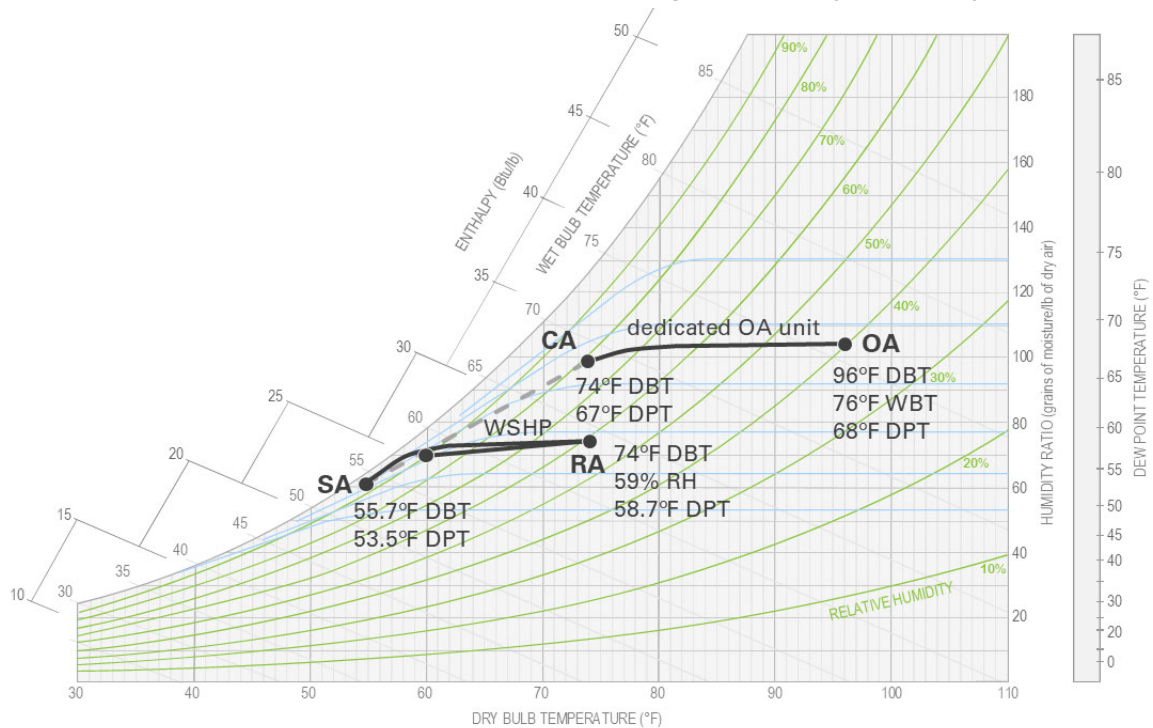 50
90%
85
85
180
45
80%
ENTHALPY (Btu/lb)
WET BULB TEMPERATURE (°F)
80
70%
160
80
40
60%
75
140
50%
35
75
70
120
CA
dedicated OA unit
OA
40%
70
30
65
100
74ºF DBT
67ºF DPT
96ºF DBT
76ºF WBT
68ºF DPT
30%
65
25
60
WSHP
80
60
RA
74ºF DBT
59% RH
58.7ºF DPT
20
55
SA
20%
60
55
55.7ºF DBT
53.5ºF DPT
50
50
15
45
45
40
40
40
35
10%
10
30
RELATIVE HUMIDITY
30
20
20
10
0
HUMIDITY RATIO (grains of moisture/lb of dry air)
DEW POINT TEMPERATURE (°F)
30
40
50
60
70
80
90
100
110
DRY BULB TEMPERATURE (°F)